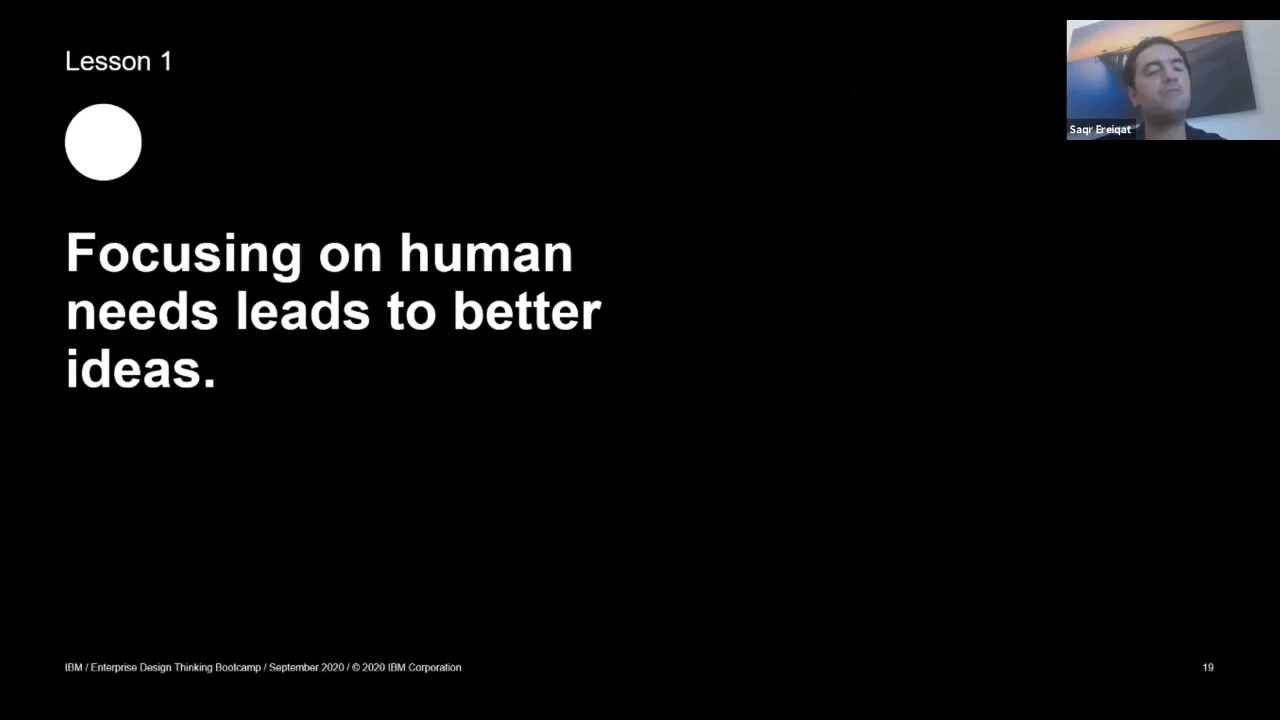 Lesson 1
Saqr Ereiqat
Focusing on human
needs leads to better
ideas.
IBM / Enterprise Design Thinking Bootcamp / September 2020 / © 2020 IBM Corporation
19